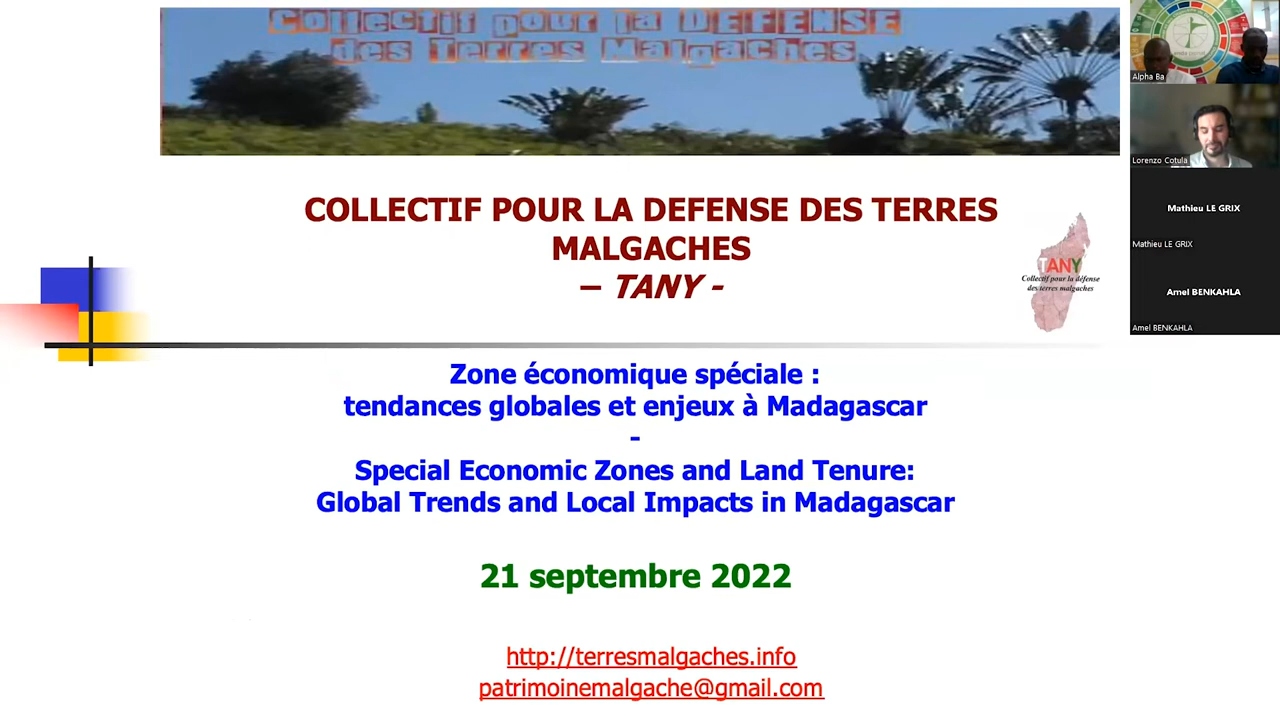 Collectif pour la DEFENSE
des Terres Malgaches
COLLECTIF POUR LA DEFENSE DES TERRES
MALGACHES
– TANY -
TANY
Collectif pour la défense
des terres malgaches
Zone économique spéciale :
tendances globales et enjeux à Madagascar
-
Special Economic Zones and Land Tenure:
Global Trends and Local Impacts in Madagascar
21 septembre 2022
http://terresmalgaches.info
patrimoinemalgache@gmail.com
Alpha Ba
Lorenzo Cotula
Mathieu LE GRIX
Mathieu LE GRIX
Amel BENKAHLA
Amel BENKAHLA